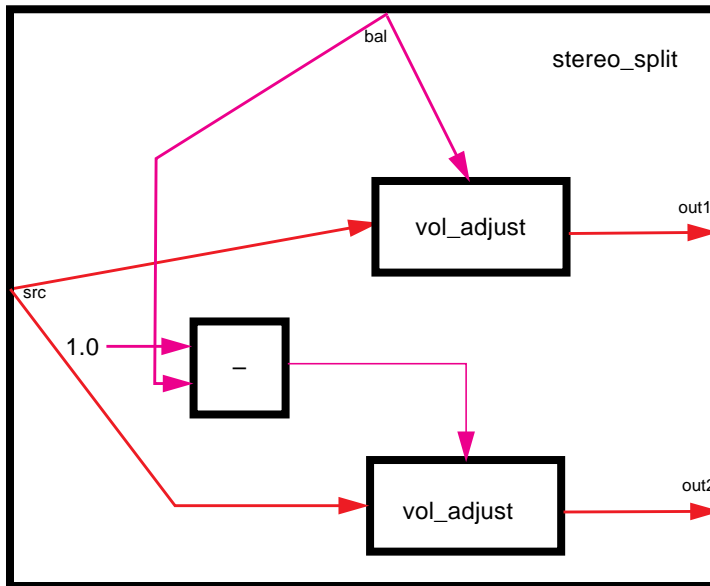 bal
stereo_split
out1
vol_adjust
src
1.0
–
out2
vol_adjust